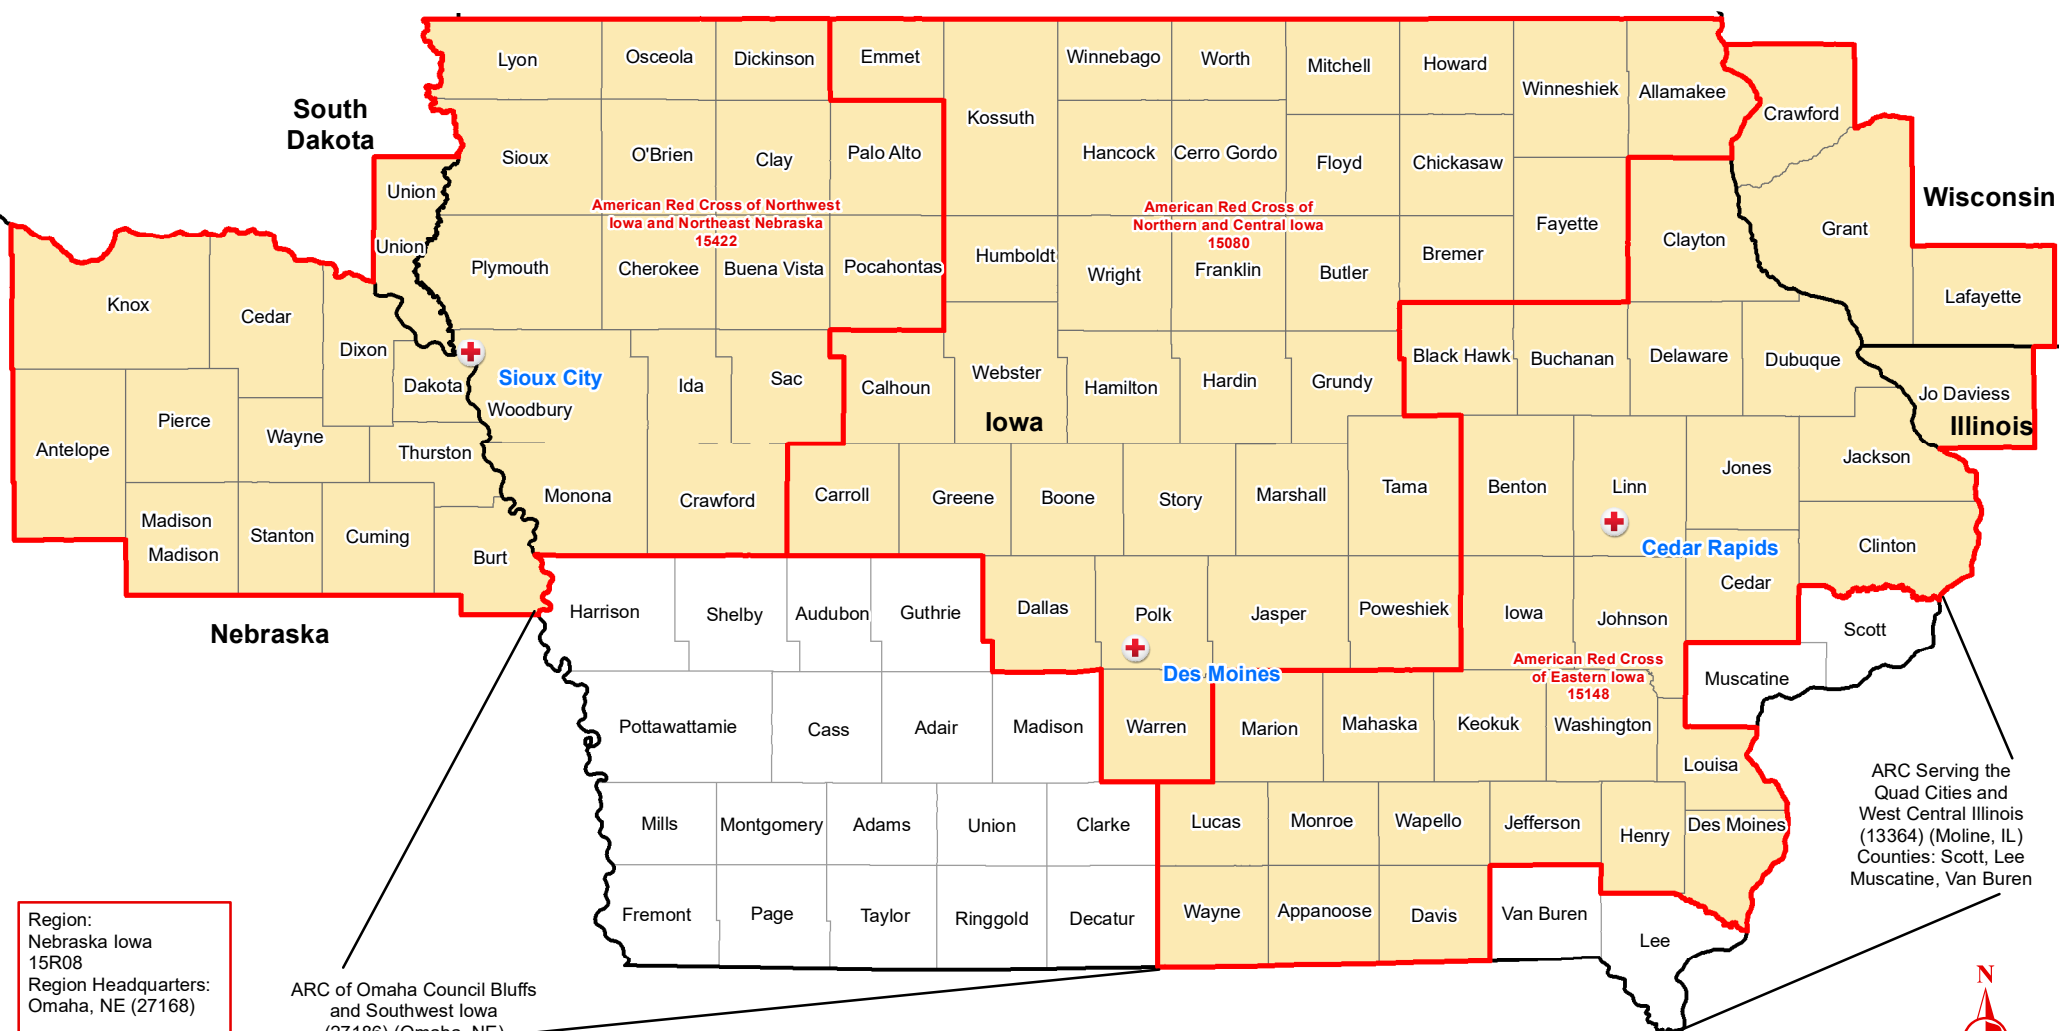 Lyon
Osceola
Dickinson
Emmet
Winnebago
Worth
Mitchell
Howard
Winneshiek
Allamakee
Crawford
South
Dakota
Kossuth
Sioux
O'Brien
Clay
Palo Alto
Hancock
Cerro Gordo
Floyd
Chickasaw
Union
Wisconsin
American Red Cross of Northwest
Iowa and Northeast Nebraska
15422
American Red Cross of
Northern and Central Iowa
15080
Fayette
Clayton
Grant
Union
Plymouth
Cherokee
Buena Vista
Pocahontas
Humboldt
Wright
Franklin
Butler
Bremer
Lafayette
Knox
Cedar
Dixon
Dakota
Sioux City
Woodbury
Ida
Sac
Calhoun
Webster
Hamilton
Hardin
Grundy
Black Hawk
Buchanan
Delaware
Dubuque
Jo Daviess
Iowa
Illinois
Antelope
Pierce
Wayne
Thurston
Monona
Crawford
Carroll
Greene
Boone
Story
Marshall
Tama
Benton
Linn
Jones
Jackson
Madison
Madison
Stanton
Cuming
Burt
Cedar Rapids
Cedar
Clinton
Nebraska
Harrison
Shelby
Audubon
Guthrie
Dallas
Polk
Jasper
Poweshiek
Iowa
Johnson
Scott
Des Moines
American Red Cross
of Eastern Iowa
15148
Muscatine
Pottawattamie
Cass
Adair
Madison
Warren
Marion
Mahaska
Keokuk
Washington
Louisa
Mills
Montgomery
Adams
Union
Clarke
Lucas
Monroe
Wapello
Jefferson
Henry
Des Moines
ARC Serving the
Quad Cities and
West Central Illinois
(13364) (Moline, IL)
Counties: Scott, Lee
Muscatine, Van Buren
Fremont
Page
Taylor
Ringgold
Decatur
Wayne
Appanoose
Davis
Van Buren
Lee
Region:
Nebraska Iowa
15R08
Region Headquarters:
Omaha, NE (27168)
ARC of Omaha Council Bluffs
and Southwest Iowa
(27186) (Omaha, NE)
N